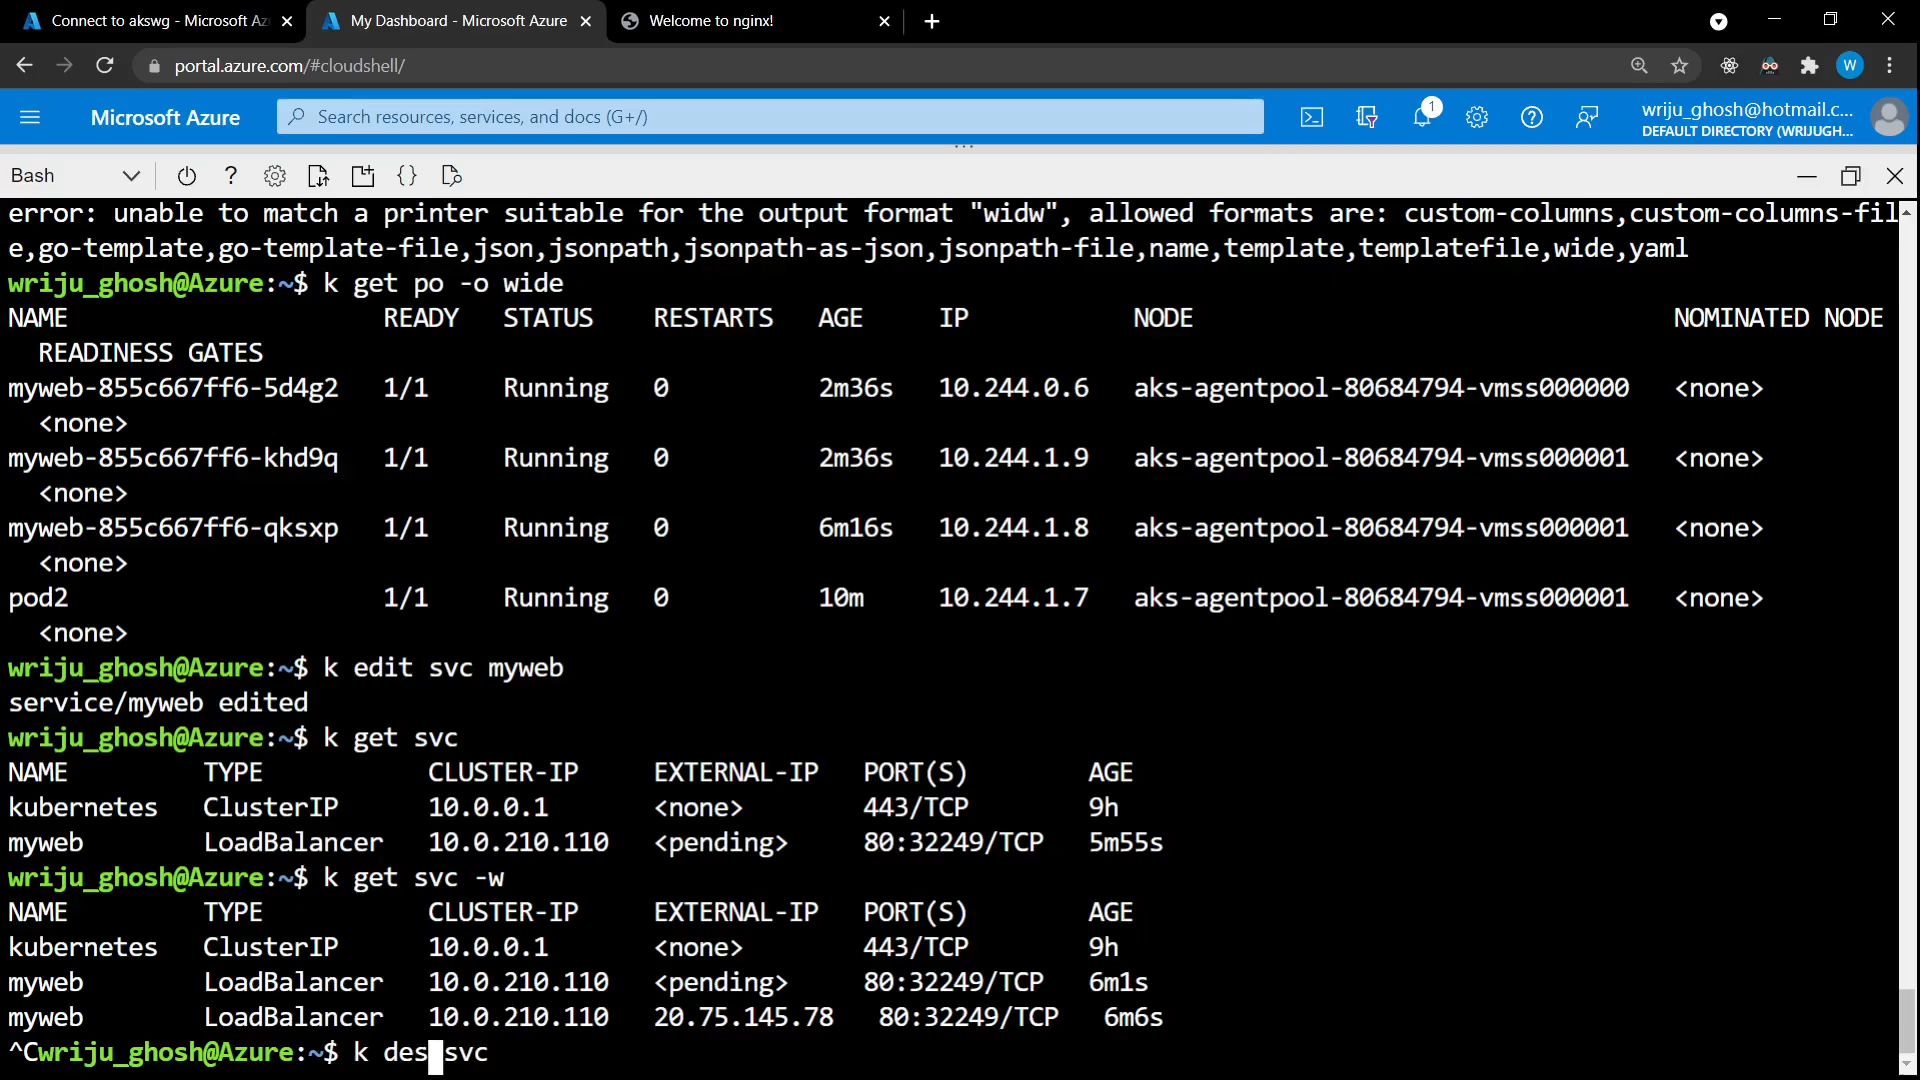 Connect to akswg - Microsoft Az
My Dashboard - Microsoft Azure
Welcome to nginx!
portal.azure.com/#cloudshell/
W
Microsoft Azure
Search resources, services, and docs (G+/)
1
wriju_ghosh@hotmail.c...
DEFAULT DIRECTORY (WRIJUGH...
Bash
error: unable to match a printer suitable for the output format "widw", allowed formats are: custom-columns,custom-columns-fil
e,go-template,go-template-file,json,jsonpath,jsonpath-as-json,jsonpath-file,name,template,templatefile,wide,yaml
wriju_ghosh@Azure:~$ k get po -o wide
NAME READY STATUS RESTARTS AGE IP NODE NOMINATED NODE
READINESS GATES
myweb-855c667ff6-5d4g2 1/1 Running 0 2m36s 10.244.0.6 aks-agentpool-80684794-vmss000000 <none>
<none>
myweb-855c667ff6-khd9q 1/1 Running 0 2m36s 10.244.1.9 aks-agentpool-80684794-vmss000001 <none>
<none>
myweb-855c667ff6-qksxp 1/1 Running 0 6m16s 10.244.1.8 aks-agentpool-80684794-vmss000001 <none>
<none>
pod2 1/1 Running 0 10m 10.244.1.7 aks-agentpool-80684794-vmss000001 <none>
<none>
wriju_ghosh@Azure:~$ k edit svc myweb
service/myweb edited
wriju_ghosh@Azure:~$ k get svc
NAME TYPE CLUSTER-IP EXTERNAL-IP PORT(S) AGE
kubernetes ClusterIP 10.0.0.1 <none> 443/TCP 9h
myweb LoadBalancer 10.0.210.110 <pending> 80:32249/TCP 5m55s
wriju_ghosh@Azure:~$ k get svc -w
NAME TYPE CLUSTER-IP EXTERNAL-IP PORT(S) AGE
kubernetes ClusterIP 10.0.0.1 <none> 443/TCP 9h
myweb LoadBalancer 10.0.210.110 <pending> 80:32249/TCP 6m1s
myweb LoadBalancer 10.0.210.110 20.75.145.78 80:32249/TCP 6m6s
^Cwriju_ghosh@Azure:~$ k des svc